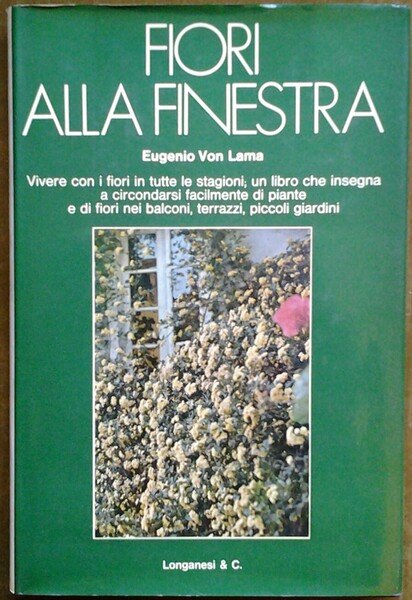 FIORI
ALLA FINESTRA
Eugenio Von Lama
Vivere con i fiori in tutte le stagioni; un libro che insegna
a circondarsi facilmente di piante
e di fiori nei balconi, terrazzi, piccoli giardini
Longanesi & C.